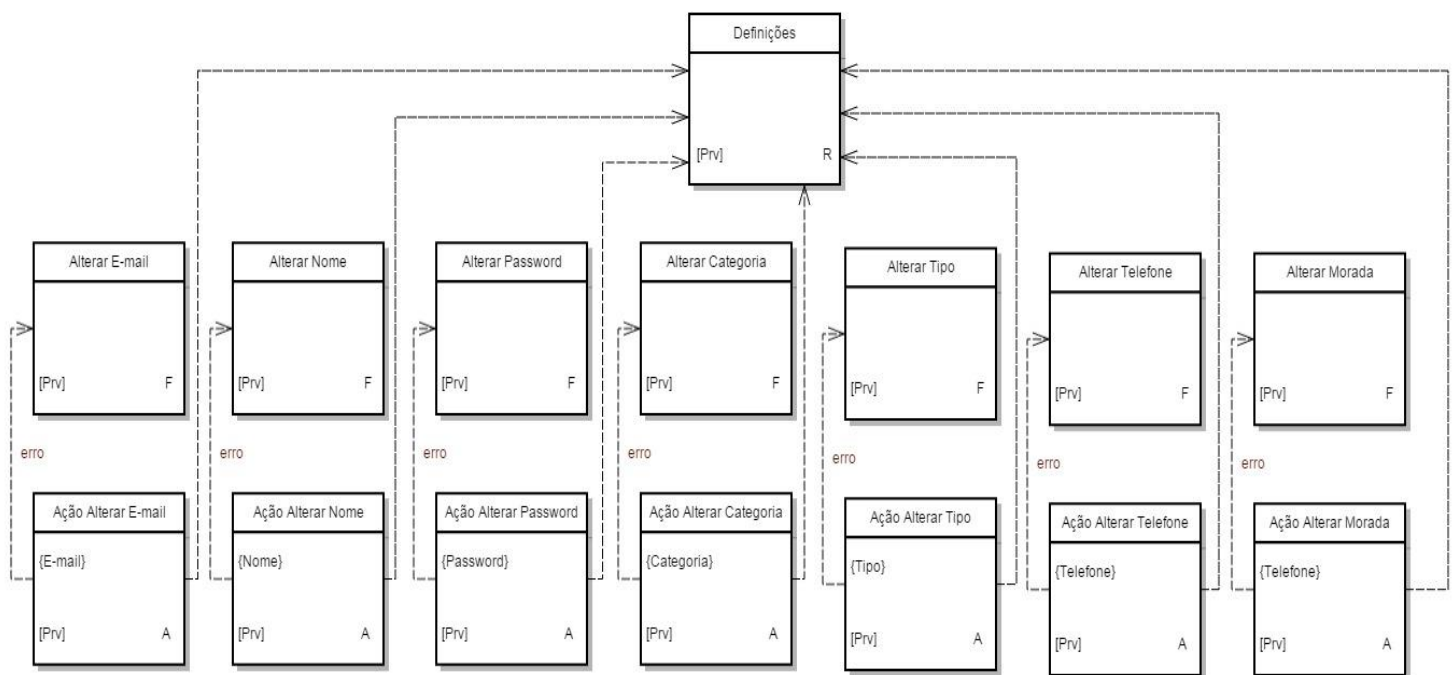 Definições
[Prv] R
Alterar E-mail
[Prv] F
Alterar Nome
[Prv] F
Alterar Password
[Prv] F
Alterar Categoria
[Prv] F
Alterar Tipo
[Prv] F
Alterar Telefone
[Prv] F
Alterar Morada
[Prv] F
erro
erro
erro
erro
erro
erro
erro
Ação Alterar E-mail
{E-mail}
[Prv] A
Ação Alterar Nome
{Nome}
[Prv] A
Ação Alterar Password
{Password}
[Prv] A
Ação Alterar Categoria
{Categoria}
[Prv] A
Ação Alterar Tipo
{Tipo}
[Prv] A
Ação Alterar Telefone
{Telefone}
[Prv] A
Ação Alterar Morada
{Telefone}
[Prv] A